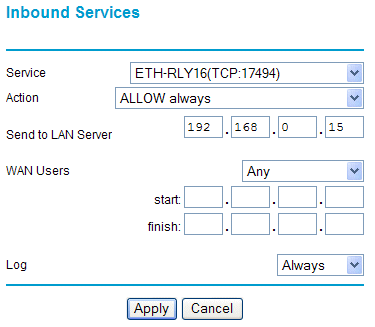 Inbound Services
Service ETH-RLY16(TCP:17494)
Action ALLOW always
Send to LAN Server 192 . 168 . 0 . 15
WAN Users Any
start: . . .
finish: . . .
Log Always
Apply Cancel